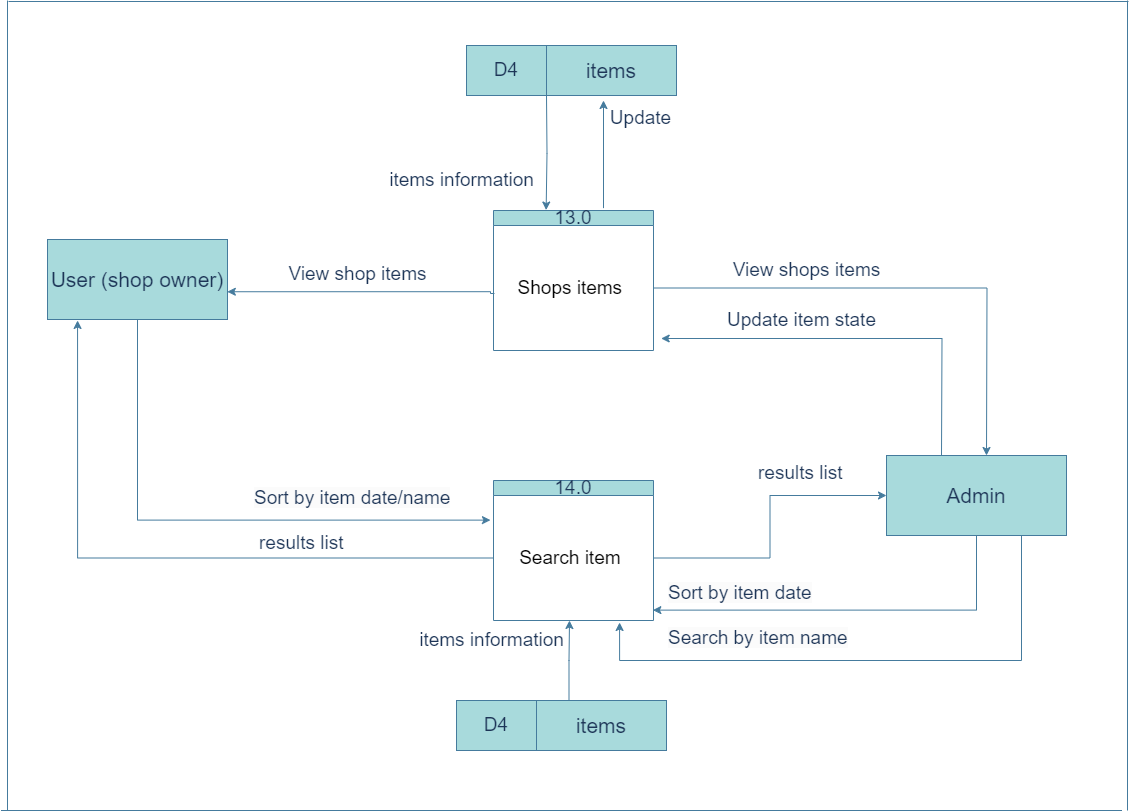 D4
items
Update
items information
13.0
User (shop owner)
View shop items
Shops items
View shops items
Update item state
results list
14.0
Sort by item date/name
Admin
results list
Search item
Sort by item date
items information
Search by item name
D4
items